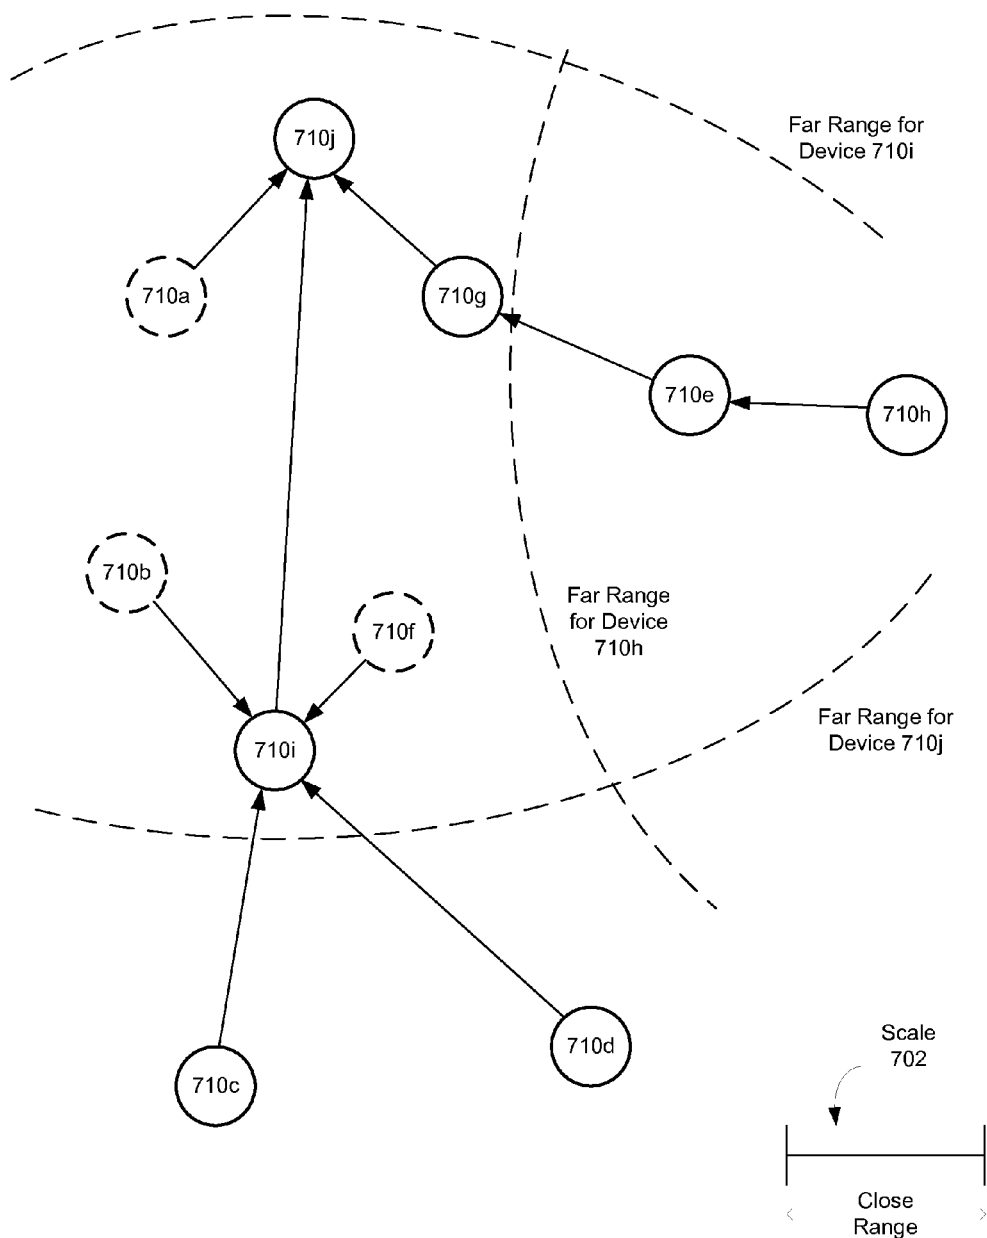 Far Range for
Device 710i
710j
710a
710g
710e
710h
710b
710f
Far Range
for Device
710h
710i
Far Range for
Device 710j
710c
710d
Scale
702
Close
Range